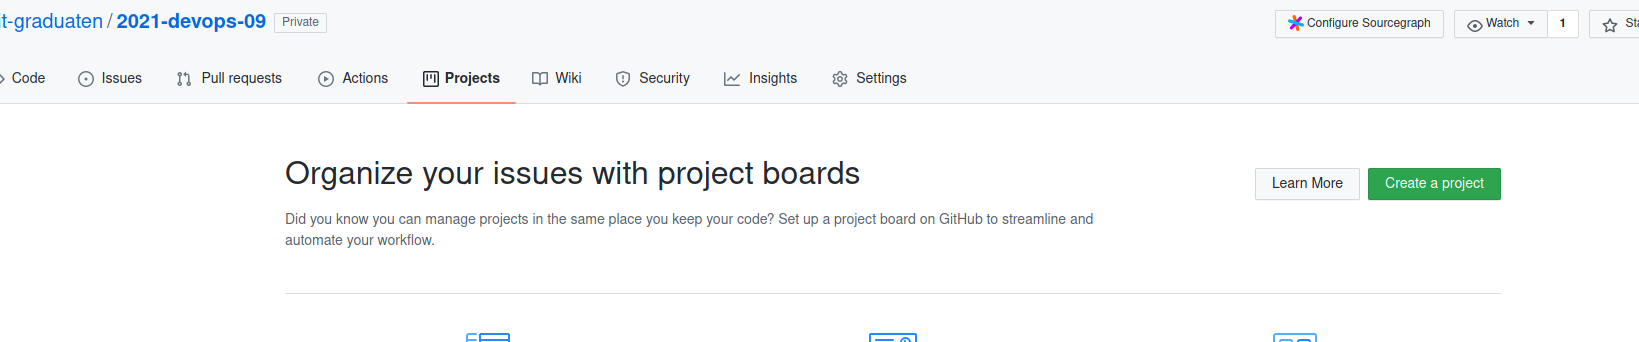 it-graduaten / 2021-devops-09 Private
Configure Sourcegraph Watch 1
Code Issues Pull requests Actions Projects Wiki Security Insights Settings
Organize your issues with project boards
Learn More Create a project
Did you know you can manage projects in the same place you keep your code? Set up a project board on GitHub to streamline and
automate your workflow.